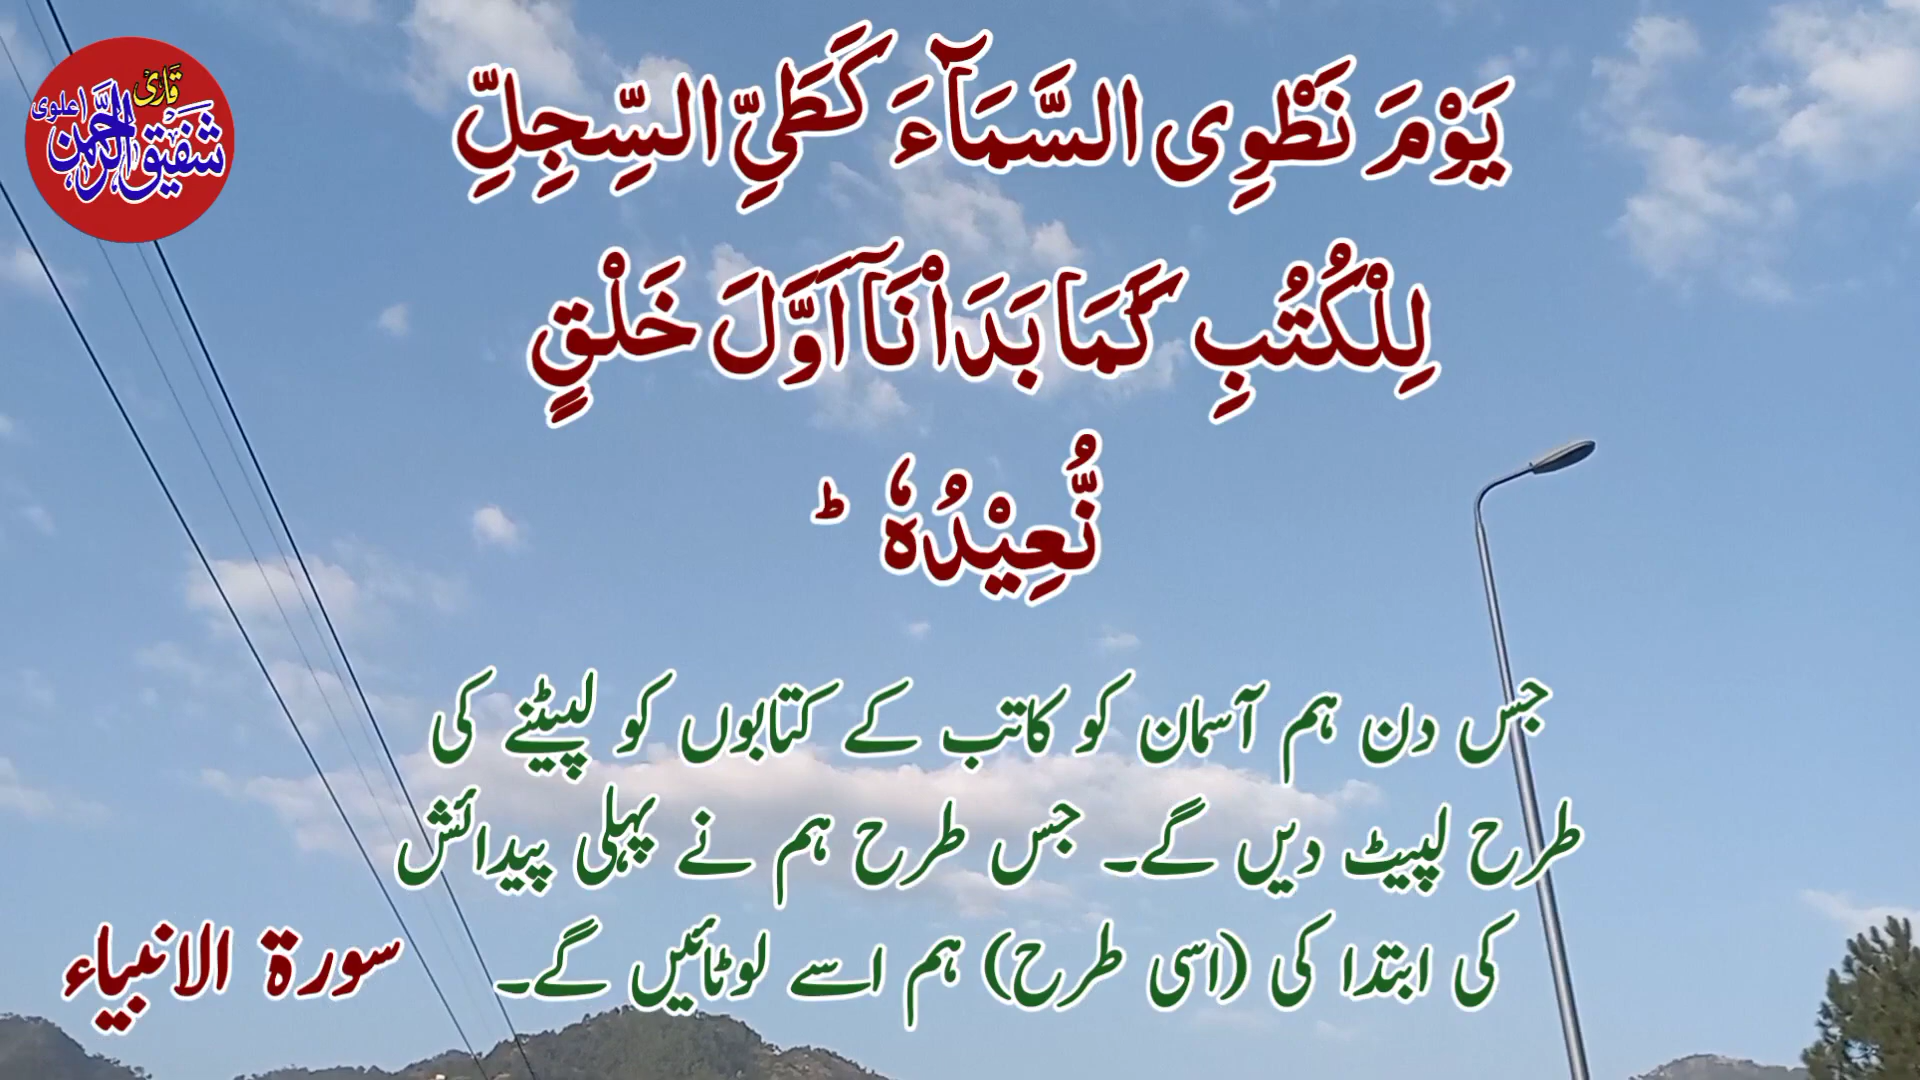 قاری
شفیق الرحمن اعلوی
يَوْمَ نَطْوِى السَّمَآءَ كَطَىِّ السِّجِلِّ
لِلْكُتُبِ كَمَا بَدَاْنَآ اَوَّلَ خَلْقٍ
نُّعِيْدُهٗ ؕ
جس دن ہم آسمان کو کاتب کے کتابوں کو لپیٹنے کی
طرح لپیٹ دیں گے۔ جس طرح ہم نے پہلی پیدائش
کی ابتدا کی (اسی طرح) ہم اسے لوٹائیں گے۔
سورۃ الانبیاء